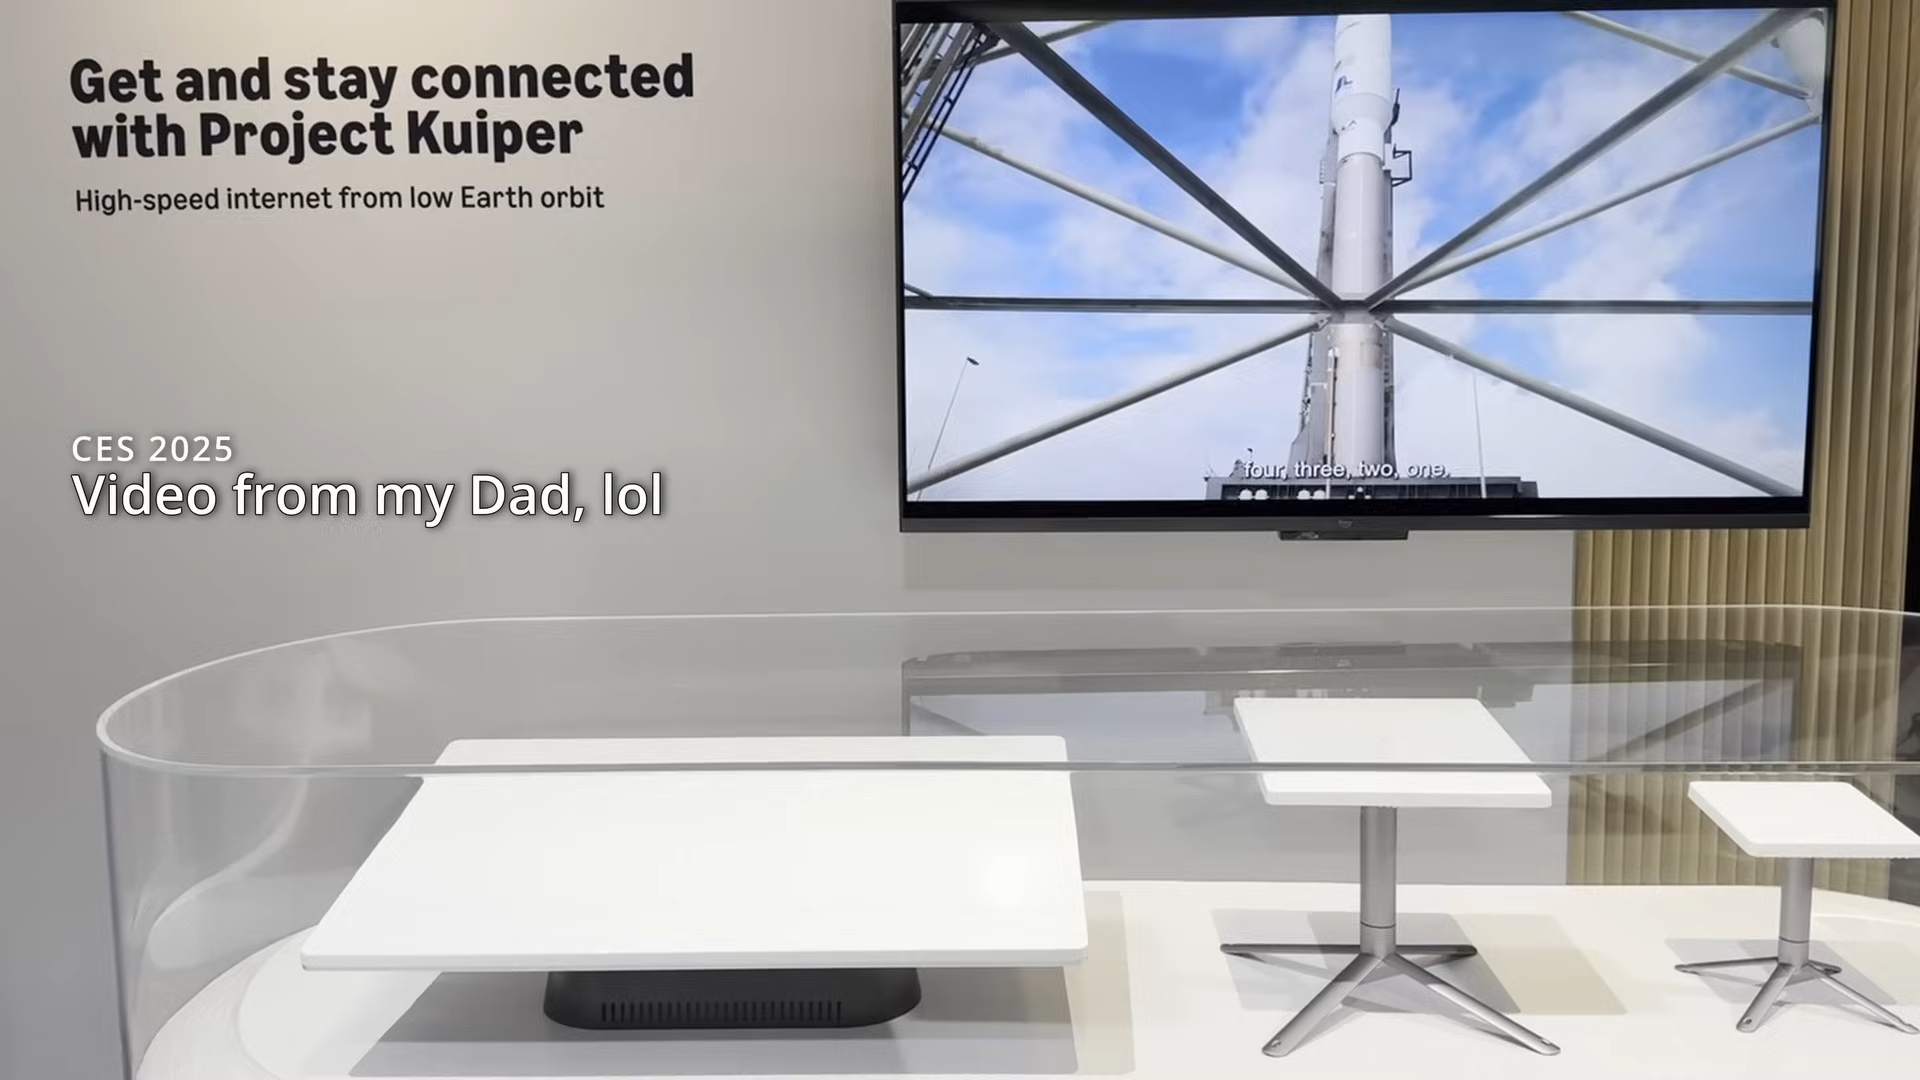 Get and stay connected
with Project Kuiper
High-speed internet from low Earth orbit
CES 2025
Video from my Dad, lol
four, three, two, one.